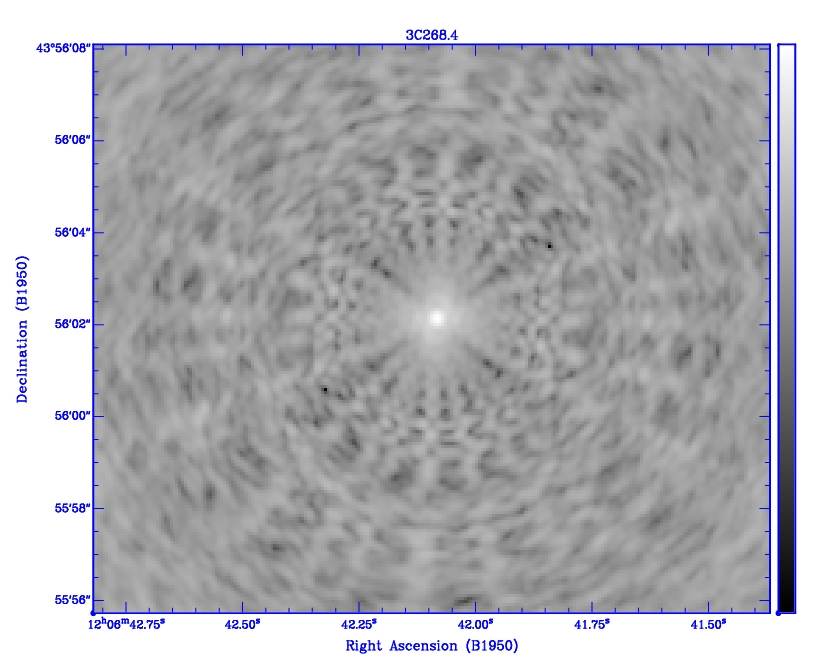 3C268.4
43°56'08"
56'06"
56'04"
56'02"
56'00"
55'58"
55'56"
Declination (B1950)
12ʰ06ᵐ42.75ˢ 42.50ˢ 42.25ˢ 42.00ˢ 41.75ˢ 41.50ˢ
Right Ascension (B1950)